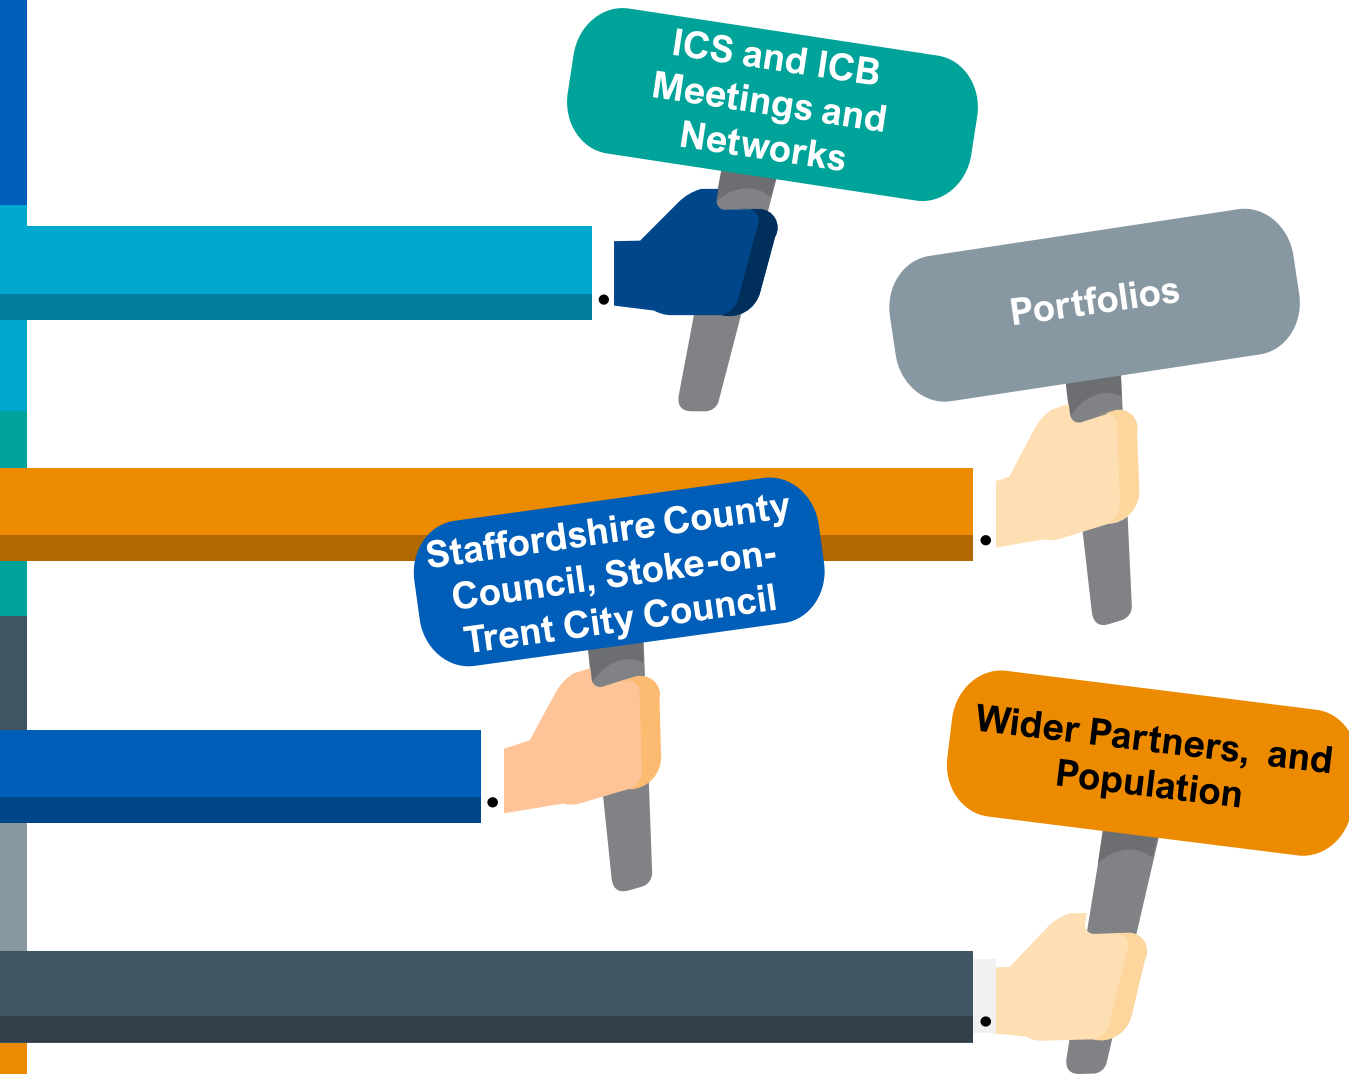 ICS and ICB
Meetings and
Networks
Portfolios
Staffordshire County
Council, Stoke-on-
Trent City Council
Wider Partners,  and
Population